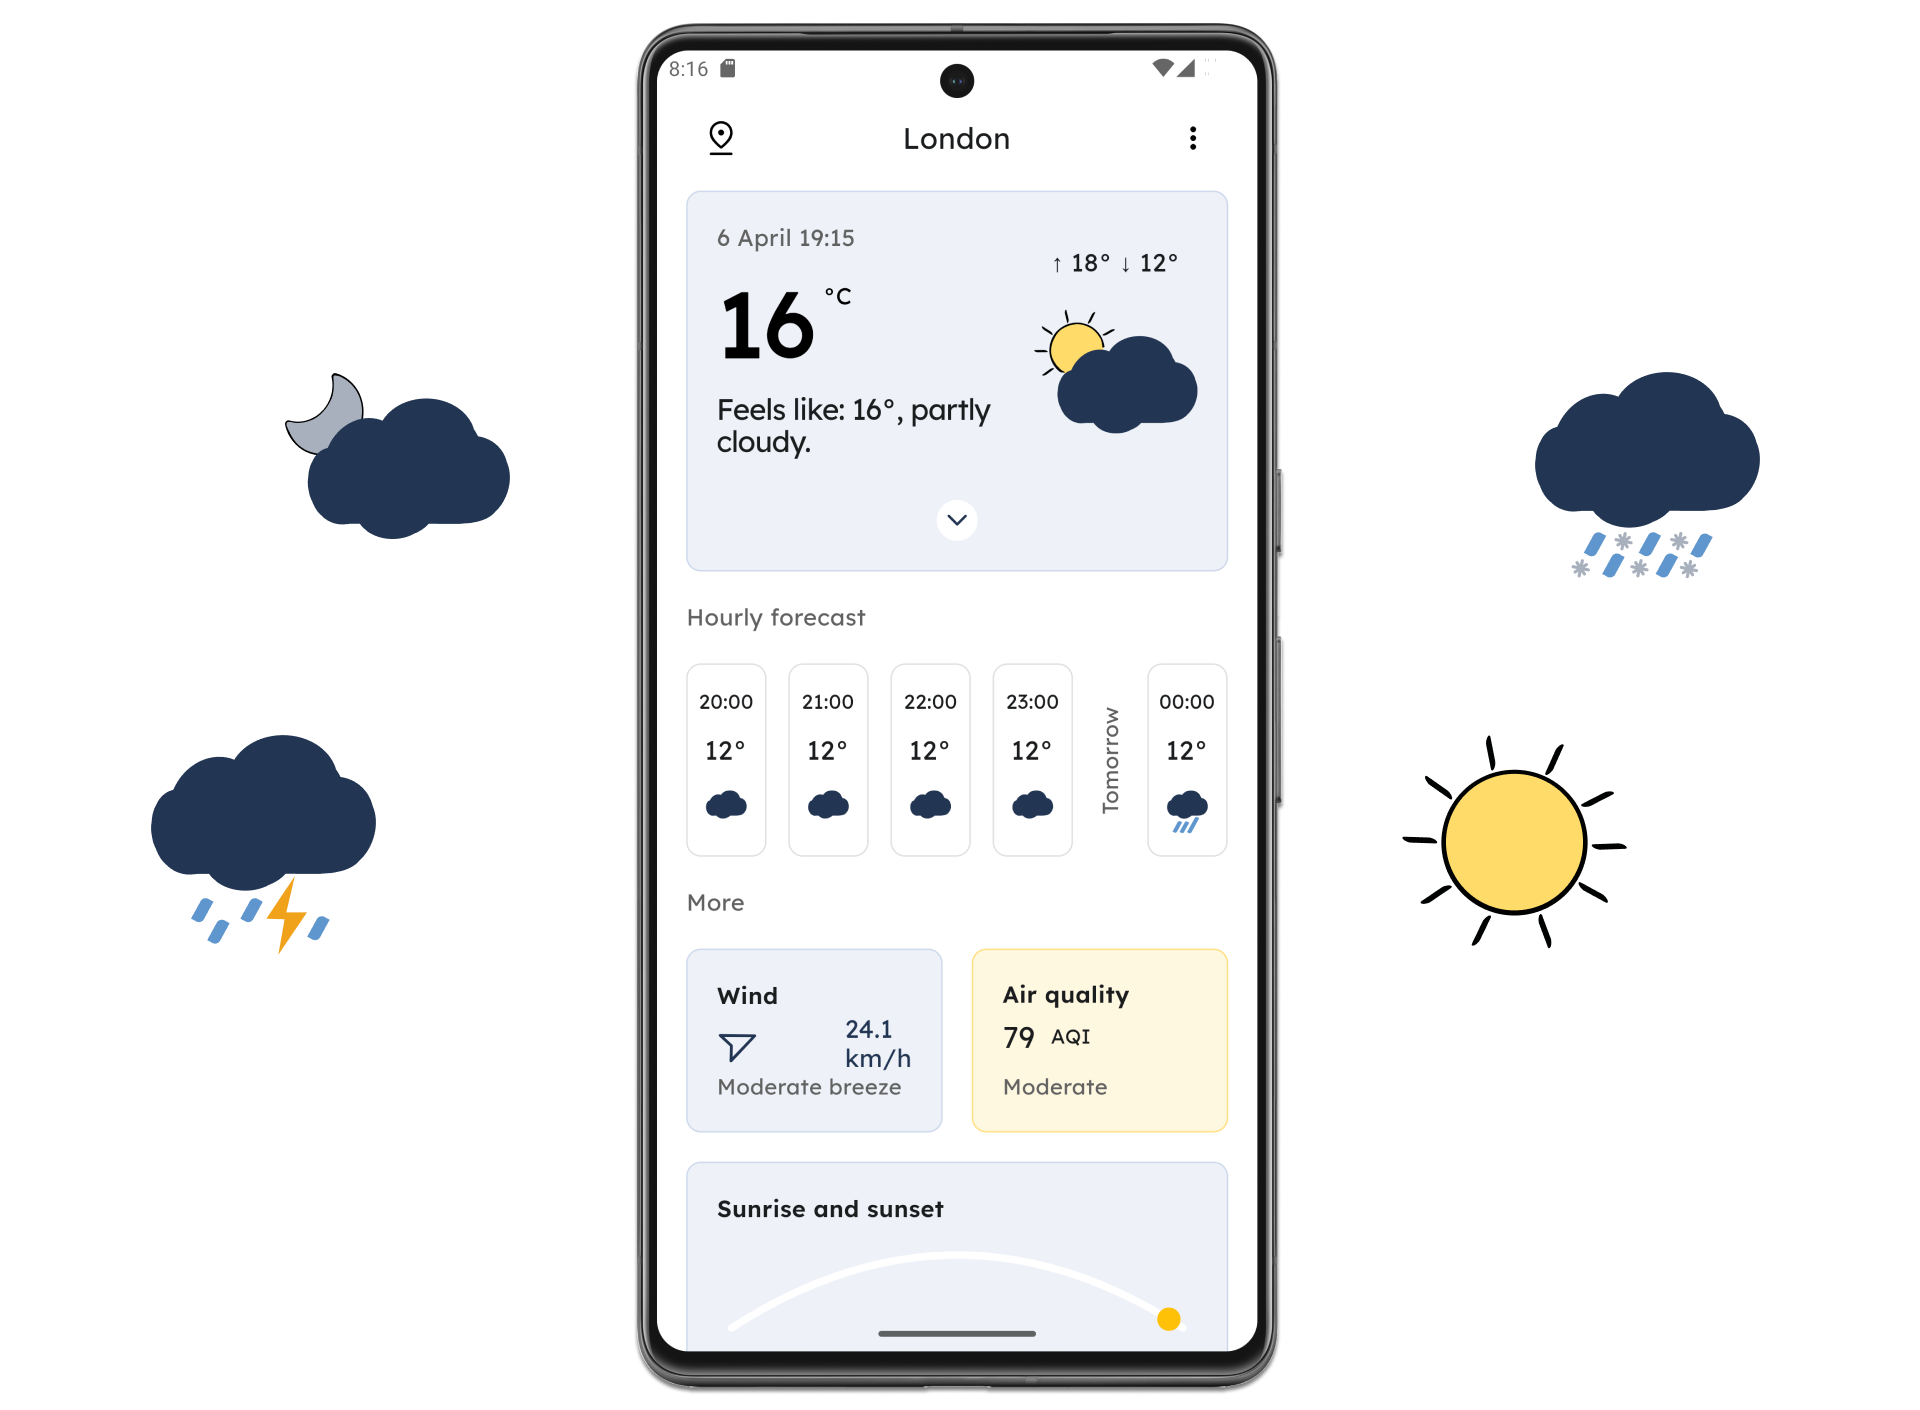 8:16
London
6 April 19:15
↑ 18° ↓ 12°
16 °C
Feels like: 16°, partly
cloudy.
Hourly forecast
20:00 21:00 22:00 23:00 Tomorrow 00:00
12° 12° 12° 12° 12°
More
Wind
24.1
km/h
Moderate breeze
Air quality
79 AQI
Moderate
Sunrise and sunset